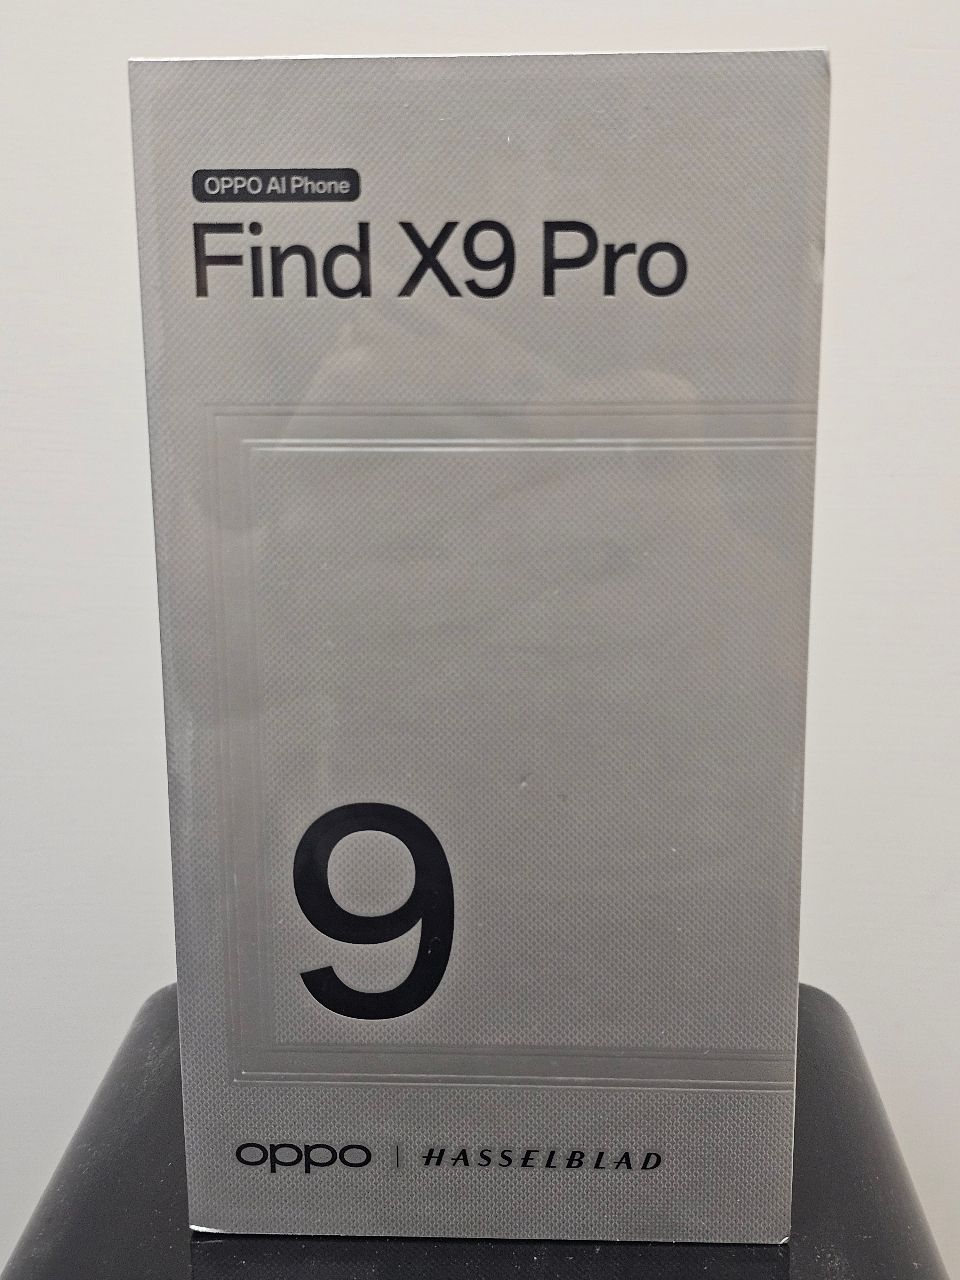 OPPO AI Phone
Find X9 Pro
9
oppo | HASSELBLAD